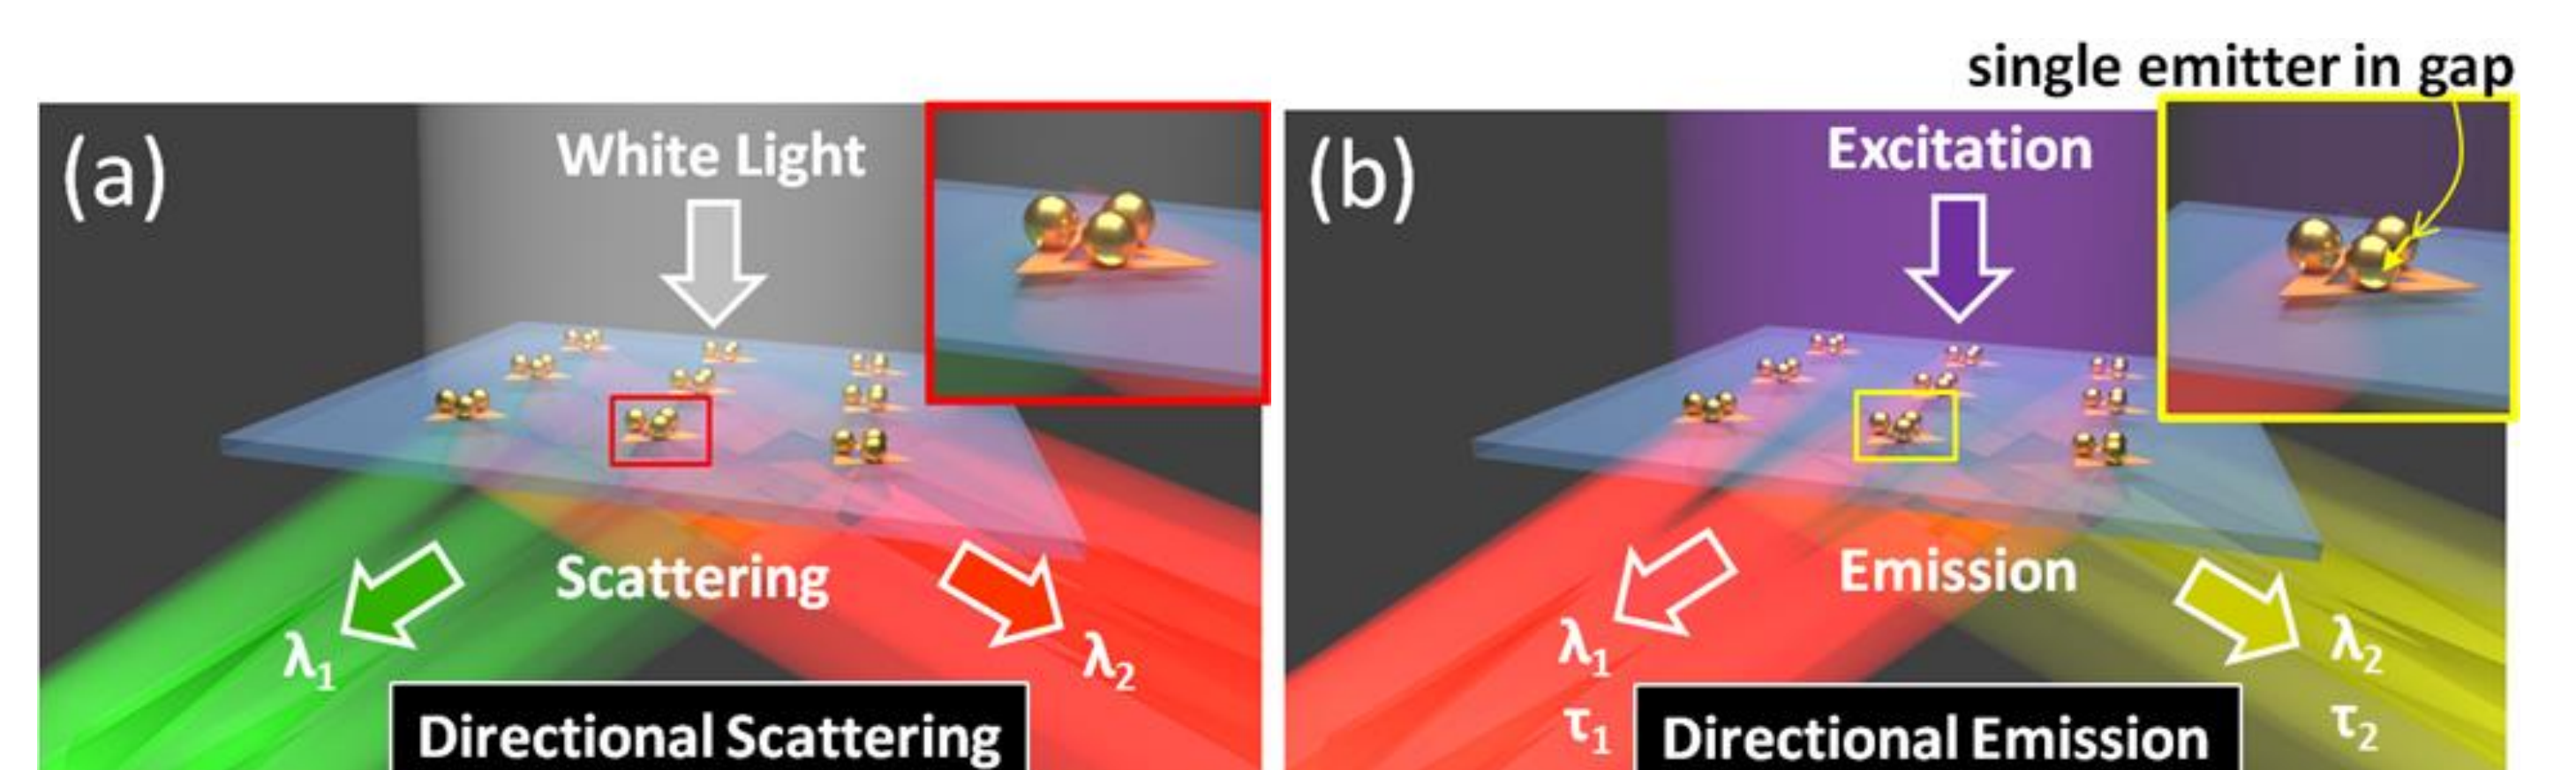 single emitter in gap
(a)
White Light
Scattering
λ₁
λ₂
Directional Scattering
(b)
Excitation
Emission
λ₁
τ₁
λ₂
τ₂
Directional Emission